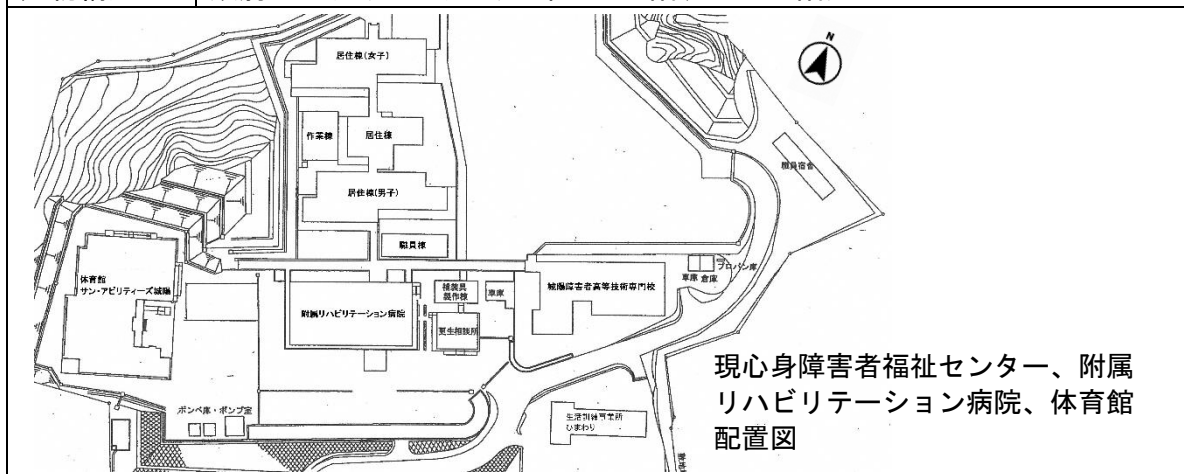 N
居住棟(女子)
作業棟
居住棟
居住棟(男子)
職員宿舎
職員棟
体育館
サン・アビリティーズ城陽
附属リハビリテーション病院
補装具
製作棟
車庫
更生相談所
城陽障害者高等技術専門校
車庫
倉庫
プロパン庫
ボンベ庫・ポンプ室
生活訓練事業所
ひまわり
現心身障害者福祉センター、附属
リハビリテーション病院、体育館
配置図